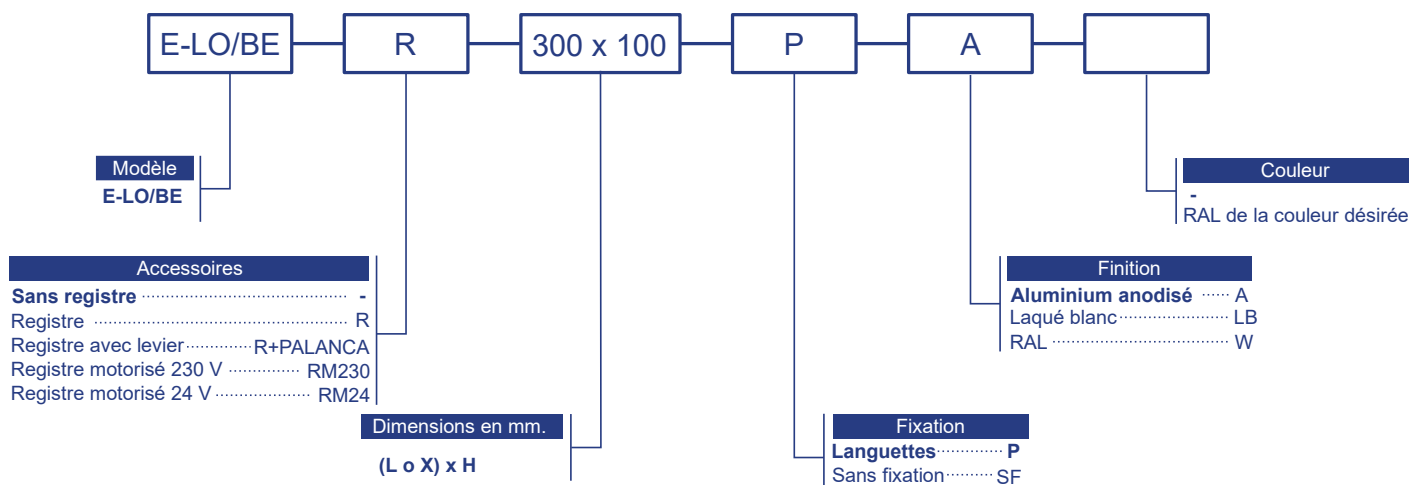 E-LO/BE R 300 x 100 P A
Modèle
E-LO/BE
Accessoires
Sans registre -
Registre R
Registre avec levier R+PALANCA
Registre motorisé 230 V RM230
Registre motorisé 24 V RM24
Dimensions en mm.
(L o X) x H
Fixation
Languettes P
Sans fixation SF
Finition
Aluminium anodisé A
Laqué blanc LB
RAL W
Couleur
-
RAL de la couleur désirée